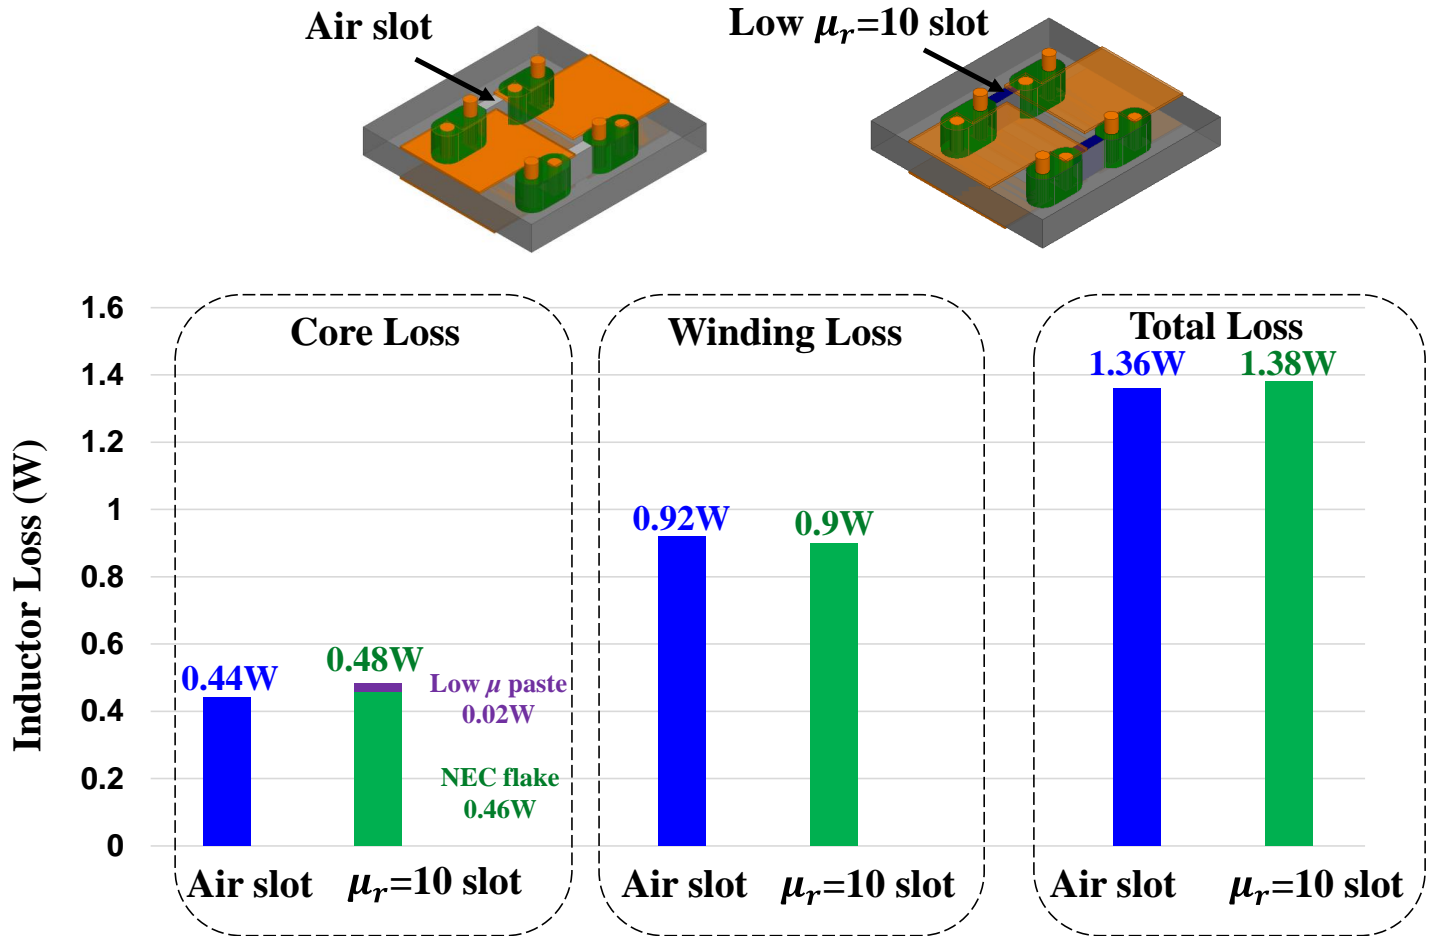 Air slot
Low μᵣ=10 slot
Inductor Loss (W)
1.6
1.4
1.2
1
0.8
0.6
0.4
0.2
0
Core Loss
0.44W
0.48W
Low μ paste
0.02W
NEC flake
0.46W
Air slot
μᵣ=10 slot
Winding Loss
0.92W
0.9W
Air slot
μᵣ=10 slot
Total Loss
1.36W
1.38W
Air slot
μᵣ=10 slot